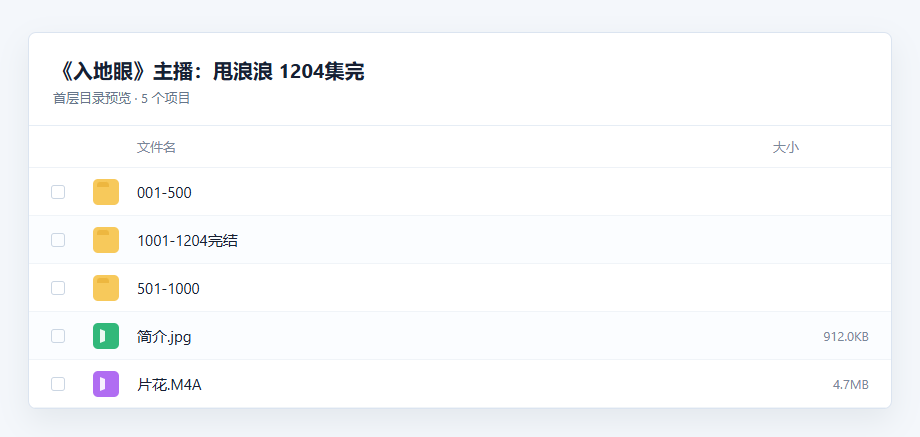 《入地眼》主播：甩浪浪 1204集完
首层目录预览 · 5 个项目
文件名 大小
001-500
1001-1204完结
501-1000
简介.jpg 912.0KB
片花.M4A 4.7MB